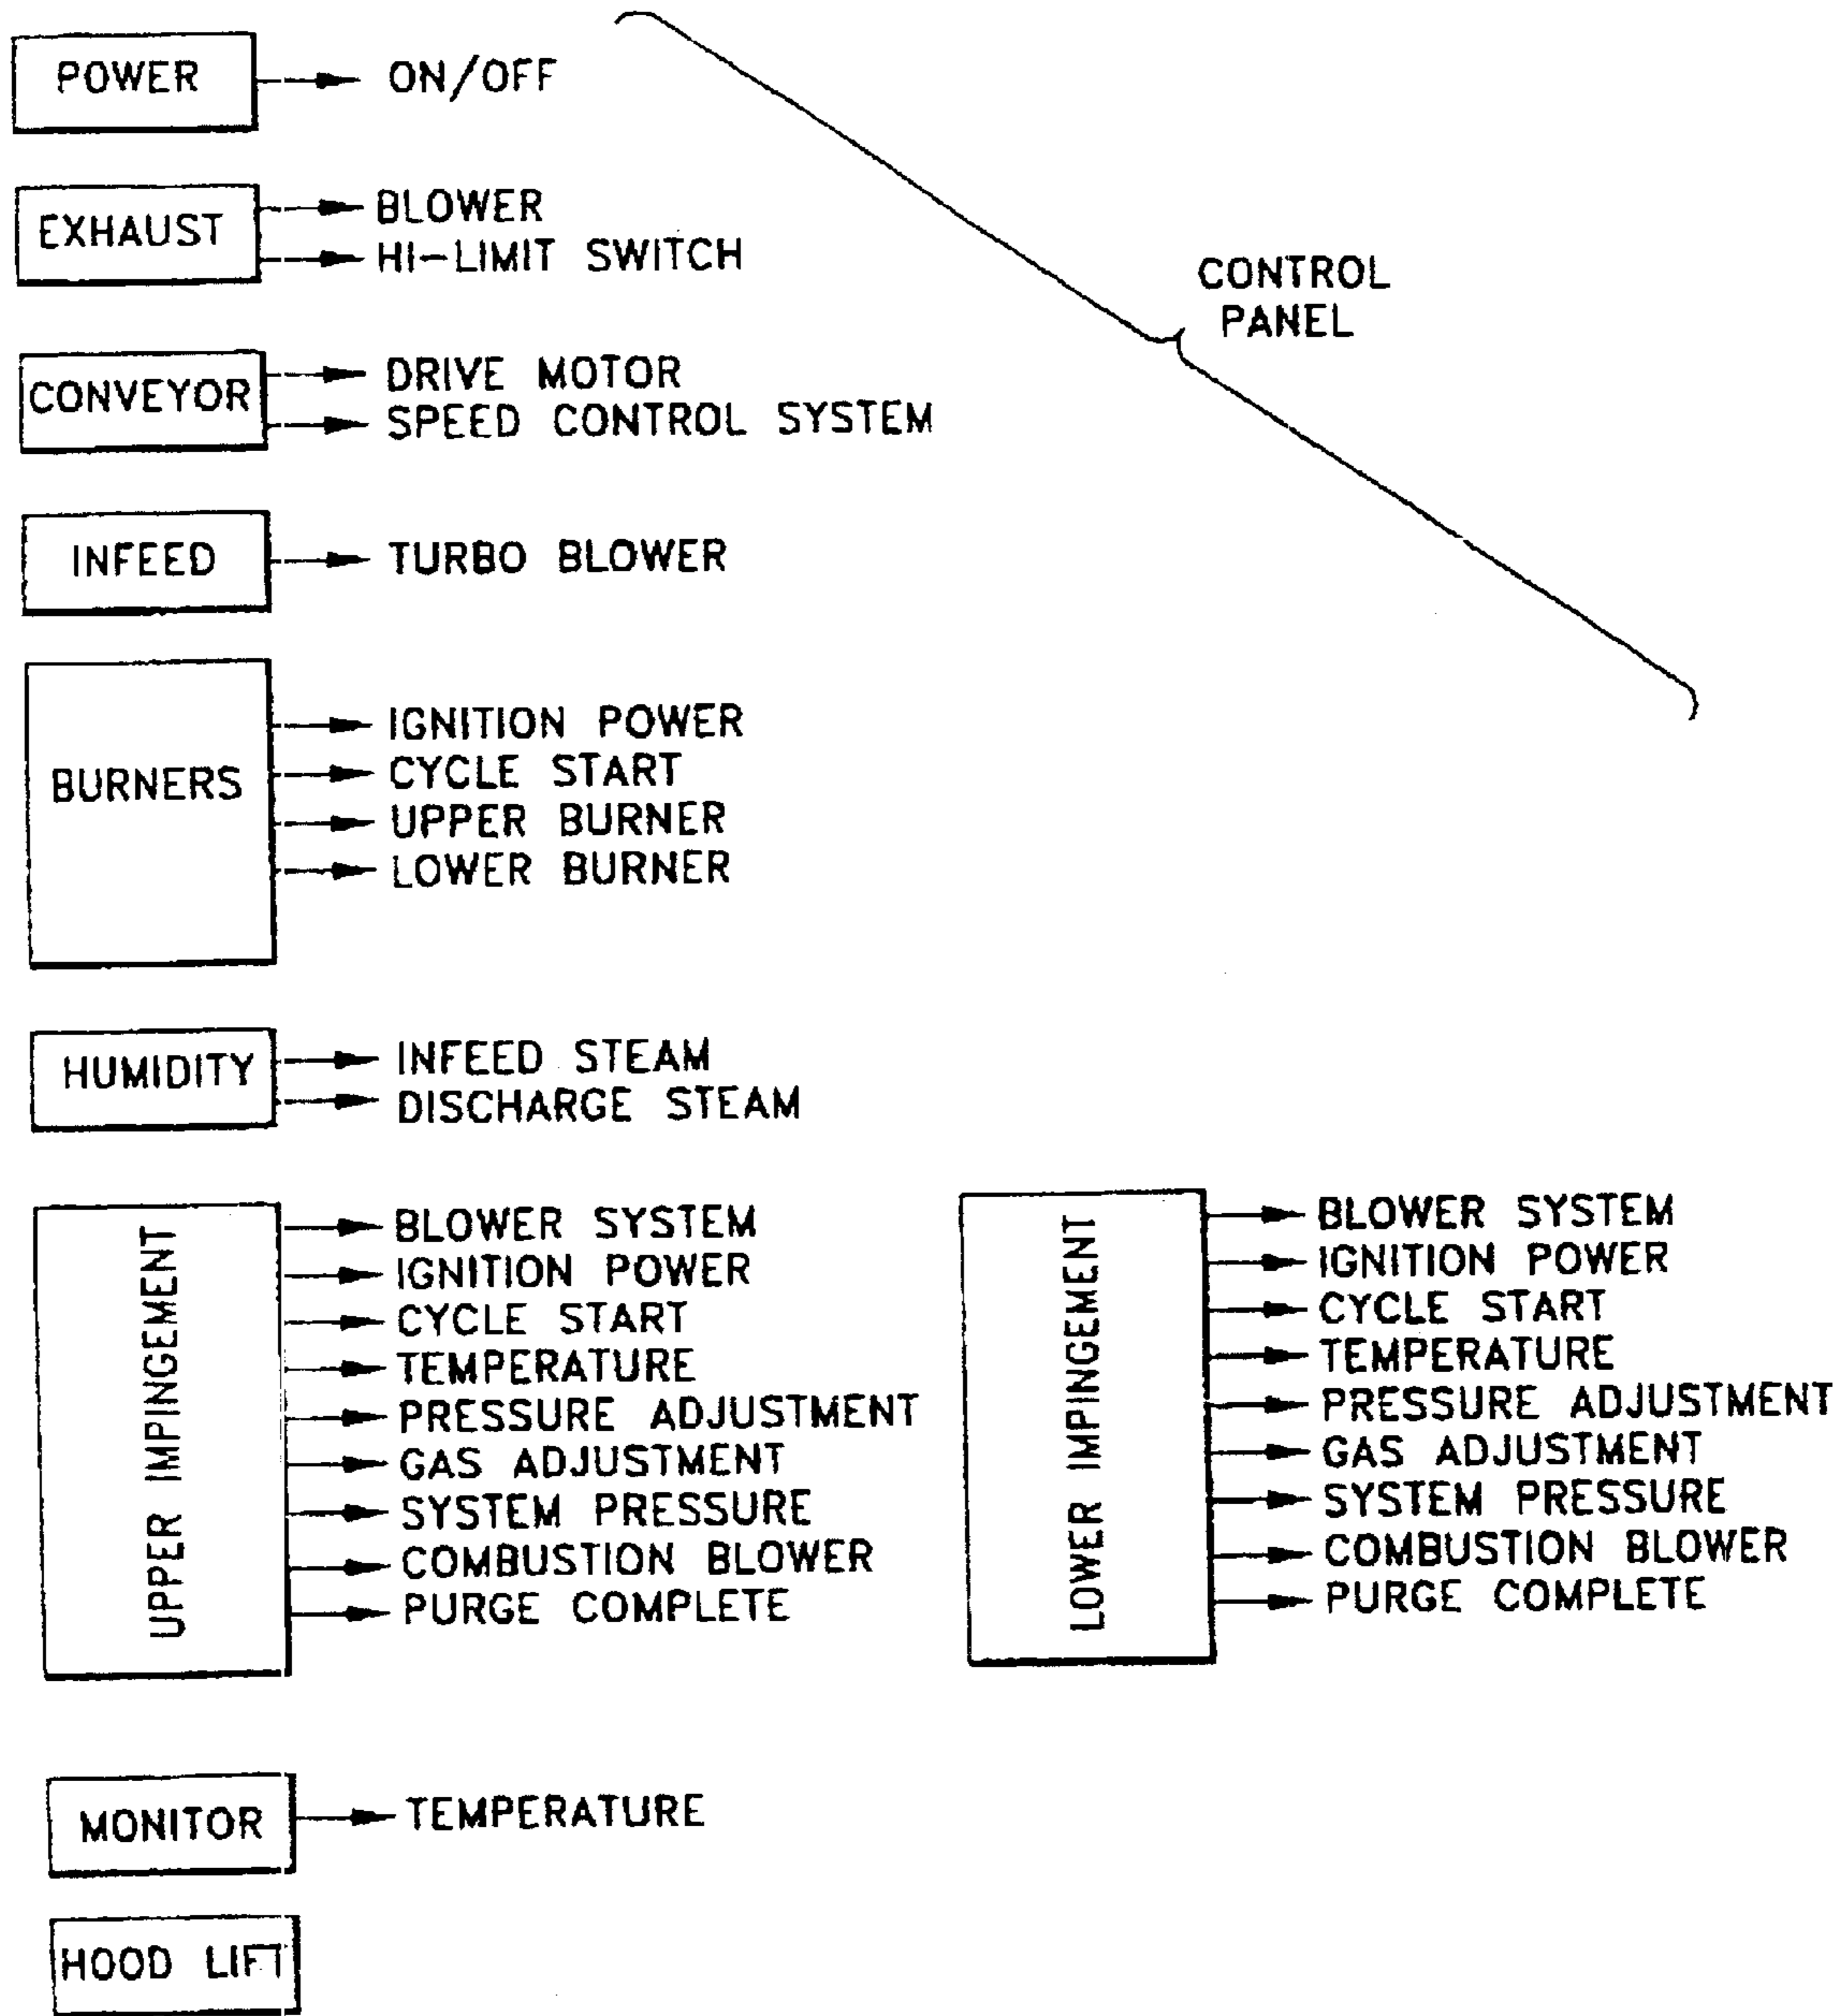 POWER
ON/OFF
EXHAUST
BLOWER
HI-LIMIT SWITCH
CONTROL
PANEL
CONVEYOR
DRIVE MOTOR
SPEED CONTROL SYSTEM
INFEED
TURBO BLOWER
BURNERS
IGNITION POWER
CYCLE START
UPPER BURNER
LOWER BURNER
HUMIDITY
INFEED STEAM
DISCHARGE STEAM
UPPER IMPINGEMENT
BLOWER SYSTEM
IGNITION POWER
CYCLE START
TEMPERATURE
PRESSURE ADJUSTMENT
GAS ADJUSTMENT
SYSTEM PRESSURE
COMBUSTION BLOWER
PURGE COMPLETE
LOWER IMPINGEMENT
BLOWER SYSTEM
IGNITION POWER
CYCLE START
TEMPERATURE
PRESSURE ADJUSTMENT
GAS ADJUSTMENT
SYSTEM PRESSURE
COMBUSTION BLOWER
PURGE COMPLETE
MONITOR
TEMPERATURE
HOOD LIFT